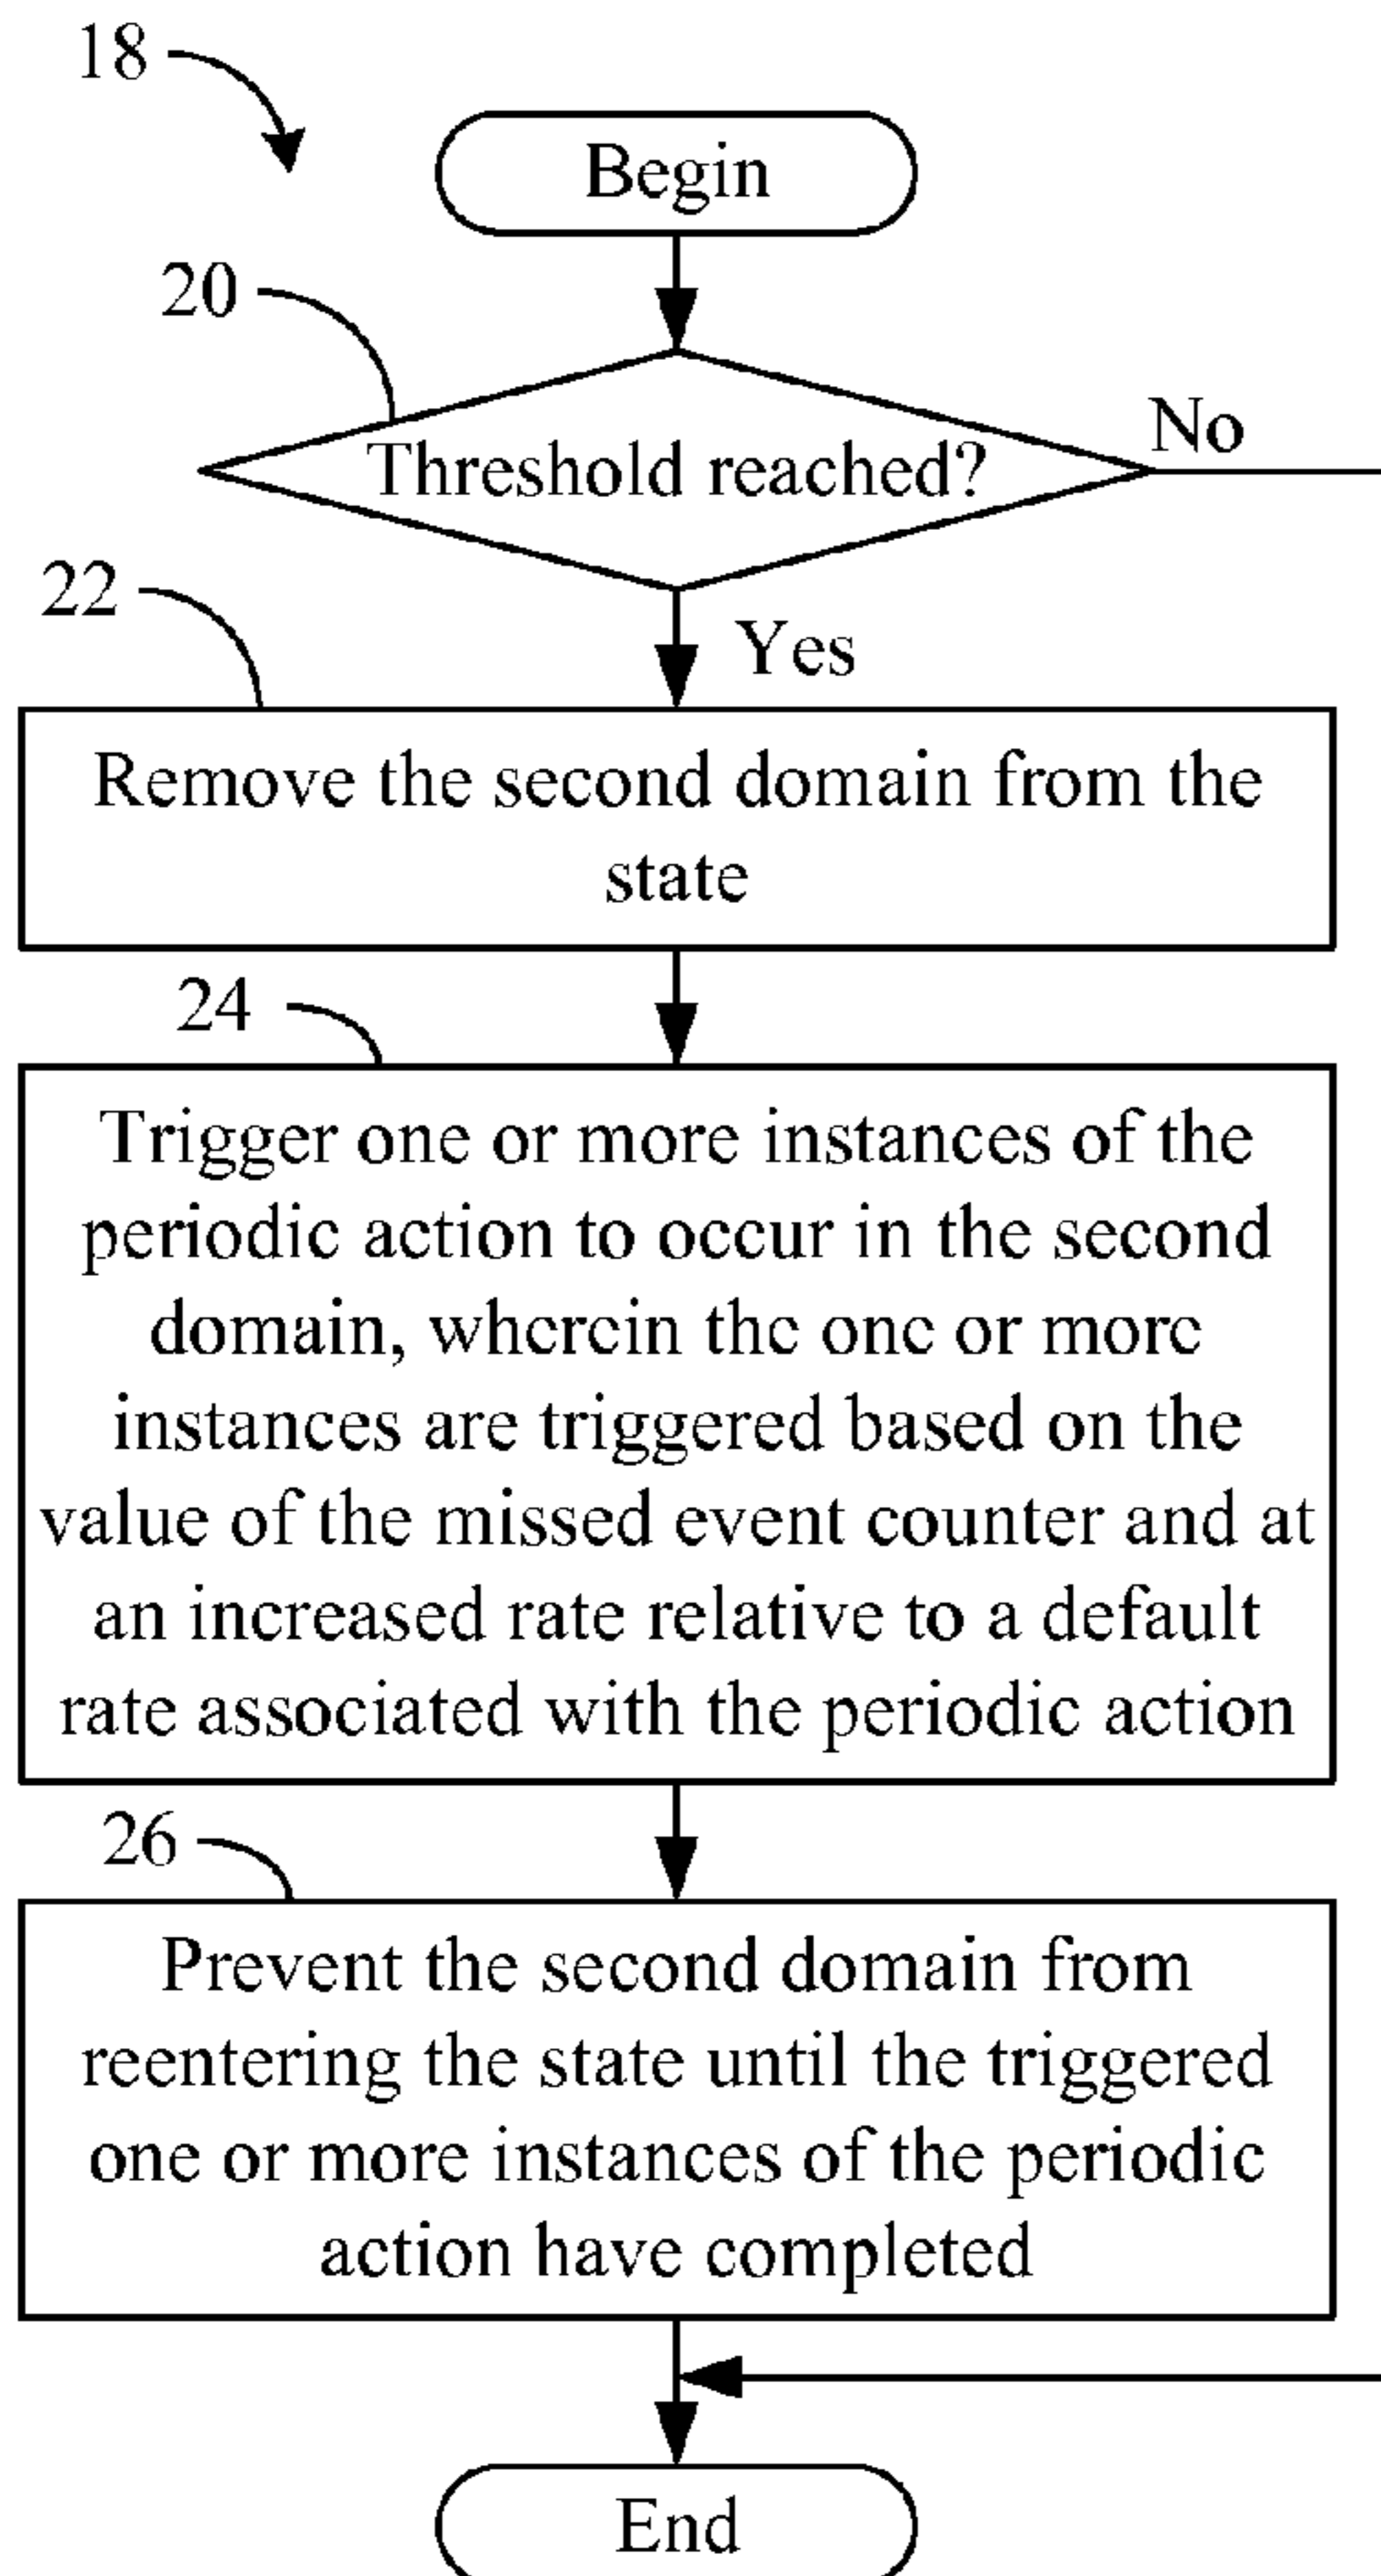 18
Begin
20
Threshold reached?
No
22
Yes
Remove the second domain from the
state
24
Trigger one or more instances of the
periodic action to occur in the second
domain, wherein the one or more
instances are triggered based on the
value of the missed event counter and at
an increased rate relative to a default
rate associated with the periodic action
26
Prevent the second domain from
reentering the state until the triggered
one or more instances of the periodic
action have completed
End